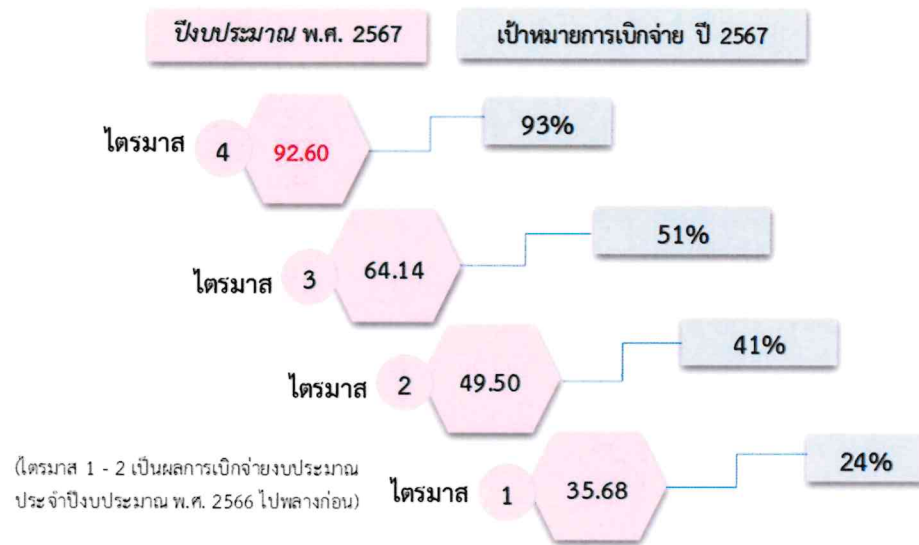 ปีงบประมาณ พ.ศ. 2567
เป้าหมายการเบิกจ่าย ปี 2567
ไตรมาส 4 92.60 93%
ไตรมาส 3 64.14 51%
ไตรมาส 2 49.50 41%
ไตรมาส 1 35.68 24%
(ไตรมาส 1 - 2 เป็นผลการเบิกจ่ายงบประมาณ
ประจำปีงบประมาณ พ.ศ. 2566 ไปพลางก่อน)